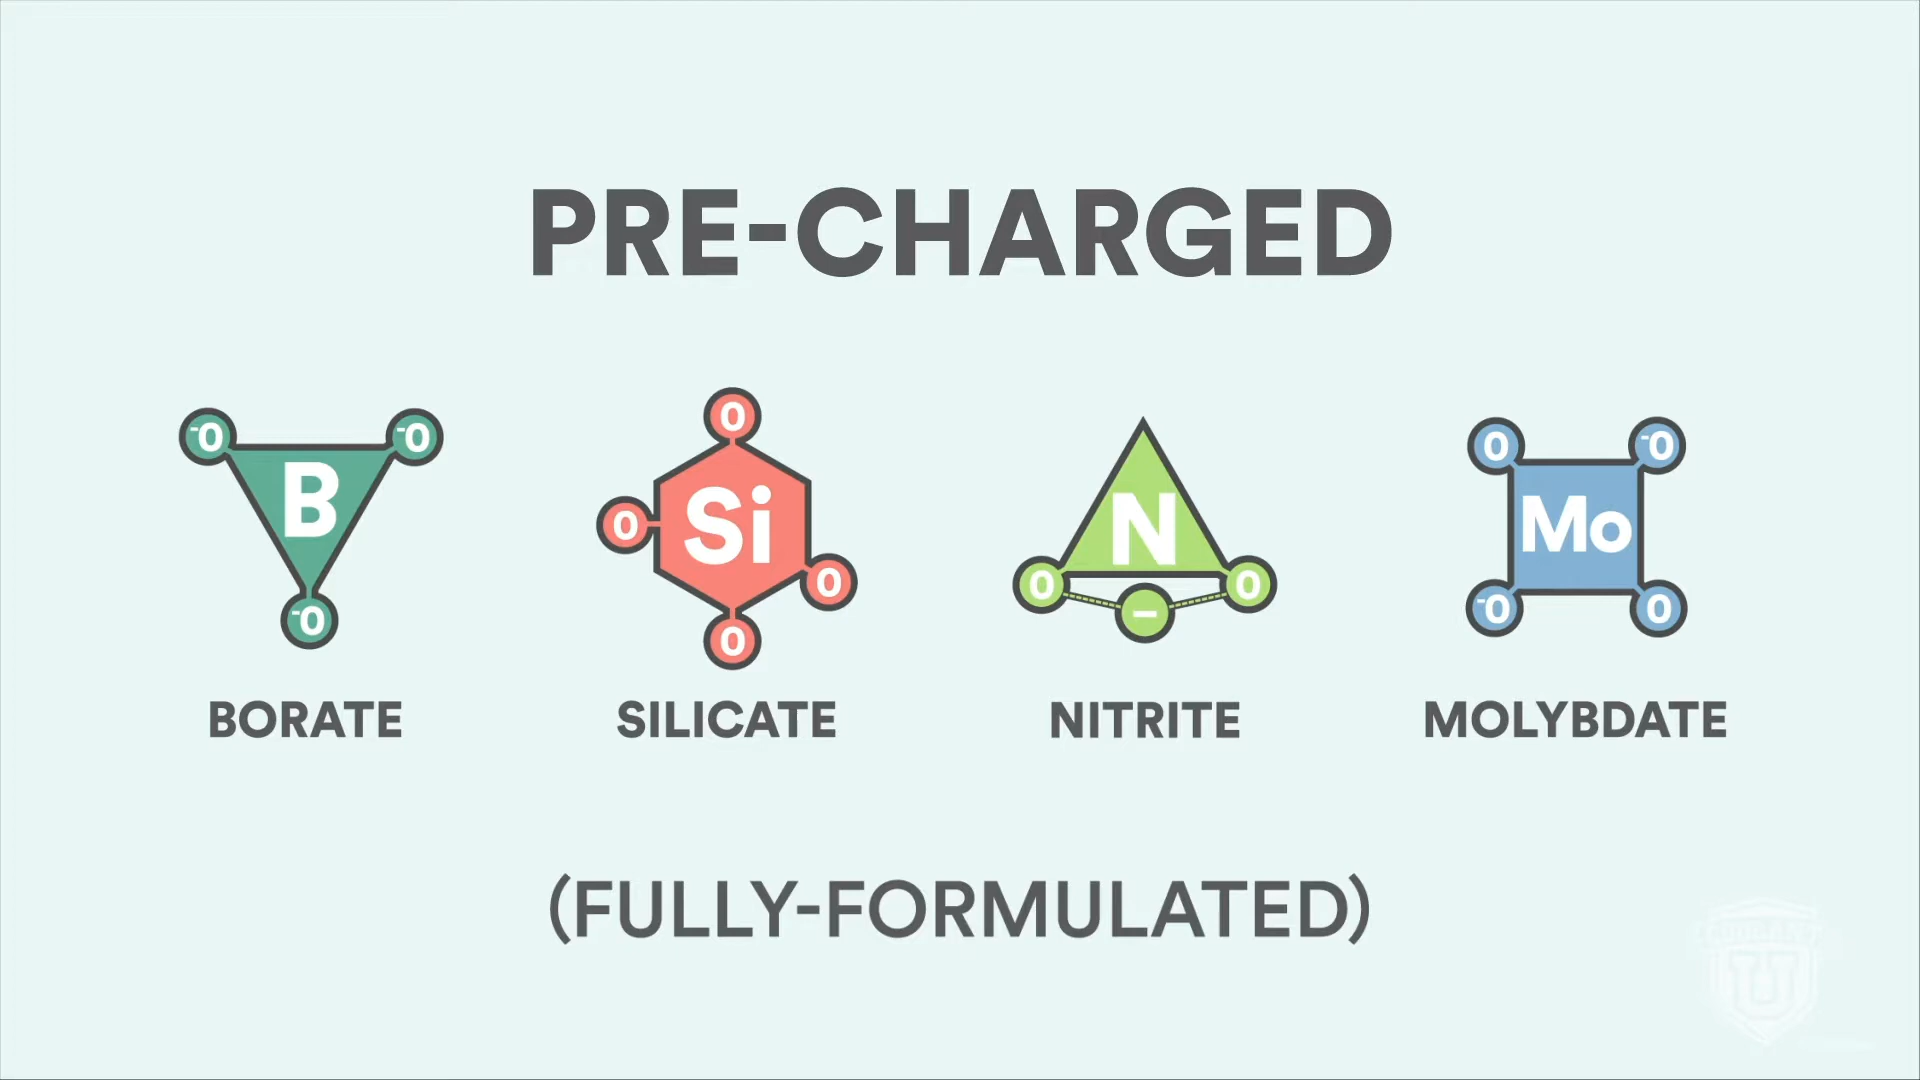 PRE-CHARGED
-O -O B -O
O Si O O O
N O - O
O -O Mo -O O
BORATE SILICATE NITRITE MOLYBDATE
(FULLY-FORMULATED)
U